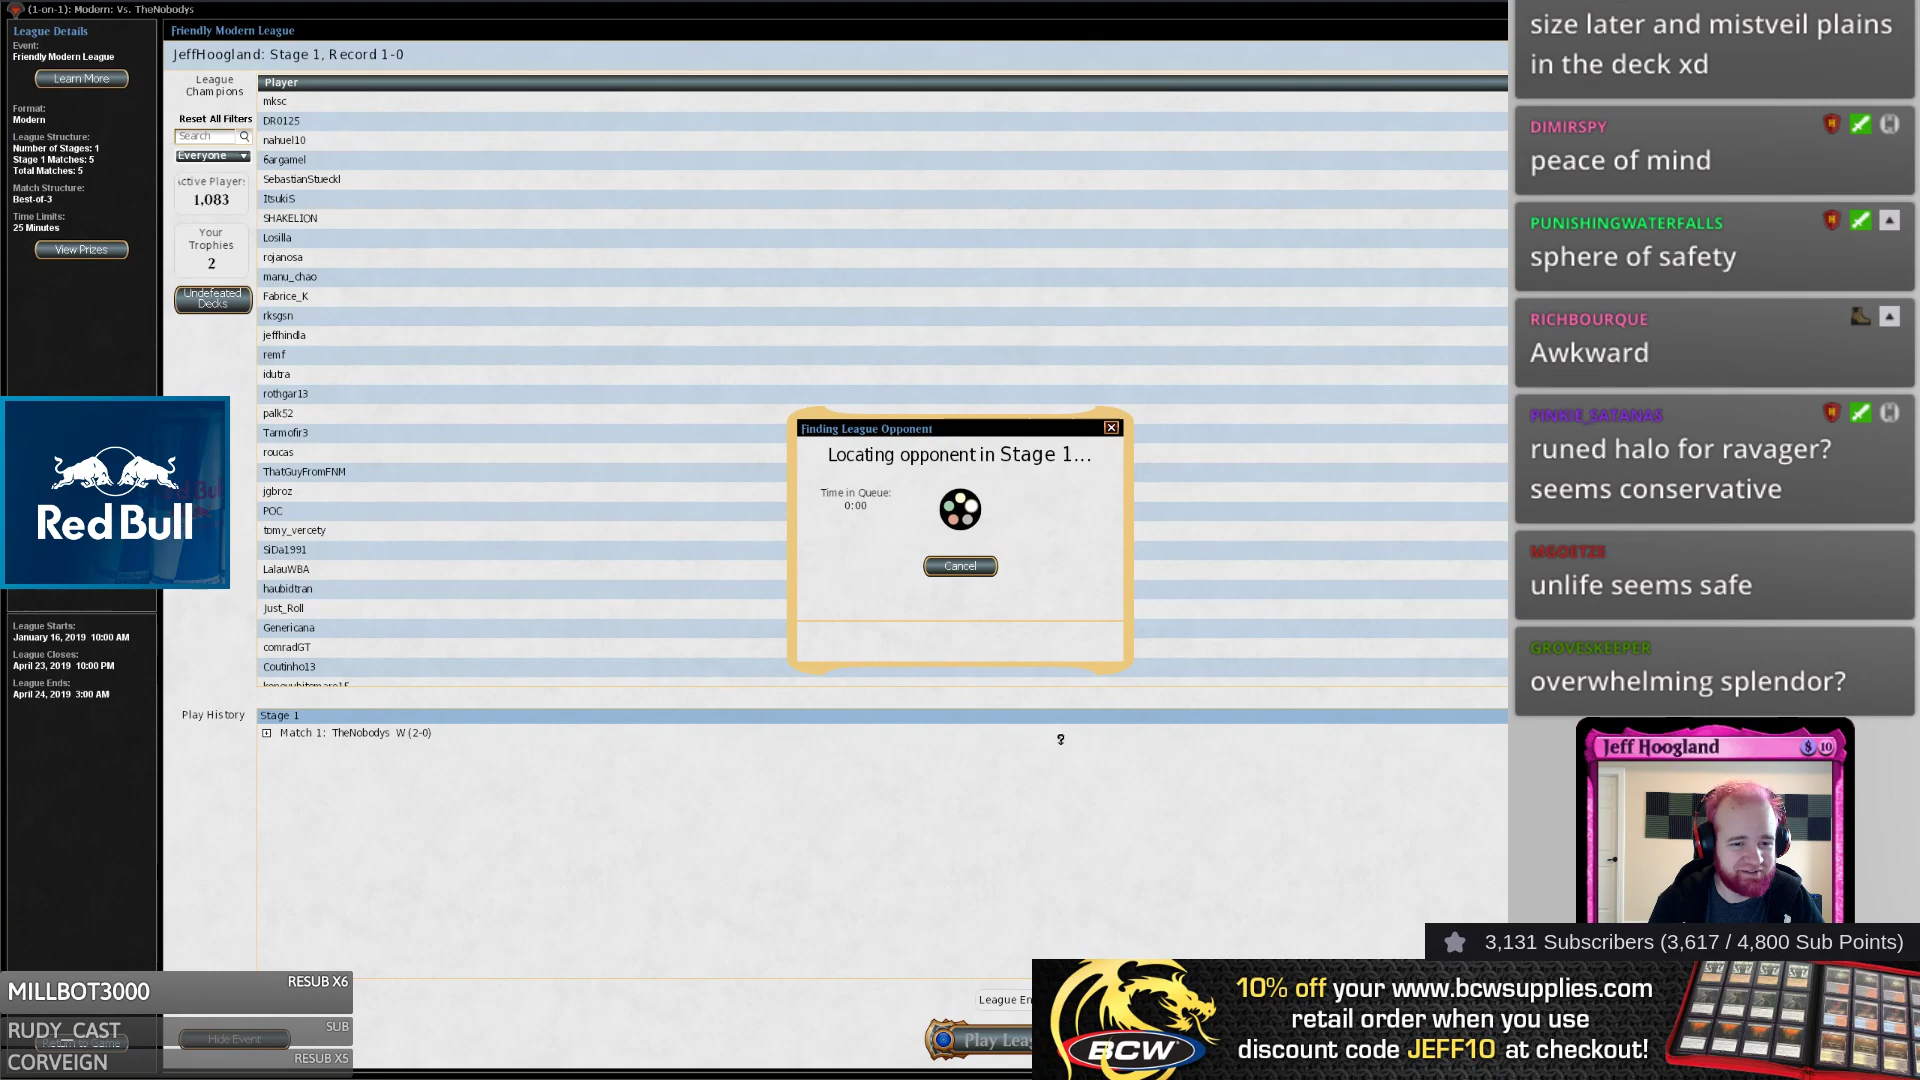 (1-on-1): Modern: Vs. TheNobodys
League Details
Event:
Friendly Modern League
Learn More
Format:
Modern
League Structure:
Number of Stages: 1
Stage 1 Matches: 5
Total Matches: 5
Match Structure:
Best-of-3
Time Limits:
25 Minutes
View Prizes
Red Bull
League Starts:
January 16, 2019 10:00 AM
League Closes:
April 23, 2019 10:00 PM
League Ends:
April 24, 2019 3:00 AM
Friendly Modern League
JeffHoogland: Stage 1, Record 1-0
League
Champions
Reset All Filters
Search
Everyone
Active Players
1,083
Your
Trophies
2
Undefeated
Decks
Player
mksc
DR0125
nahuel10
6argamel
SebastianStueckl
ItsukiS
SHAKELION
Losilla
rojanosa
manu_chao
Fabrice_K
rksgsn
jeffhindla
remf
idutra
rothgar13
palk52
Tarmofir3
roucas
ThatGuyFromFNM
jgbroz
POC
tomy_vercety
SiDa1991
LalauWBA
haubidtran
Just_Roll
Genericana
comradGT
Coutinho13
Finding League Opponent
Locating opponent in Stage 1...
Time in Queue:
0:00
Cancel
Play History
Stage 1
Match 1: TheNobodys W (2-0)
League En
Play Lea
Hide Event
Return to Game
MILLBOT3000
RESUB X6
RUDY_CAST
SUB
CORVEIGN
RESUB X5
size later and mistveil plains
in the deck xd
DIMIRSPY
peace of mind
PUNISHINGWATERFALLS
sphere of safety
RICHBOURQUE
Awkward
PINKIE_SATANAS
runed halo for ravager?
seems conservative
MGOETZE
unlife seems safe
GROVESKEEPER
overwhelming splendor?
Jeff Hoogland
10
3,131 Subscribers (3,617 / 4,800 Sub Points)
BCW
10% off your www.bcwsupplies.com
retail order when you use
discount code JEFF10 at checkout!